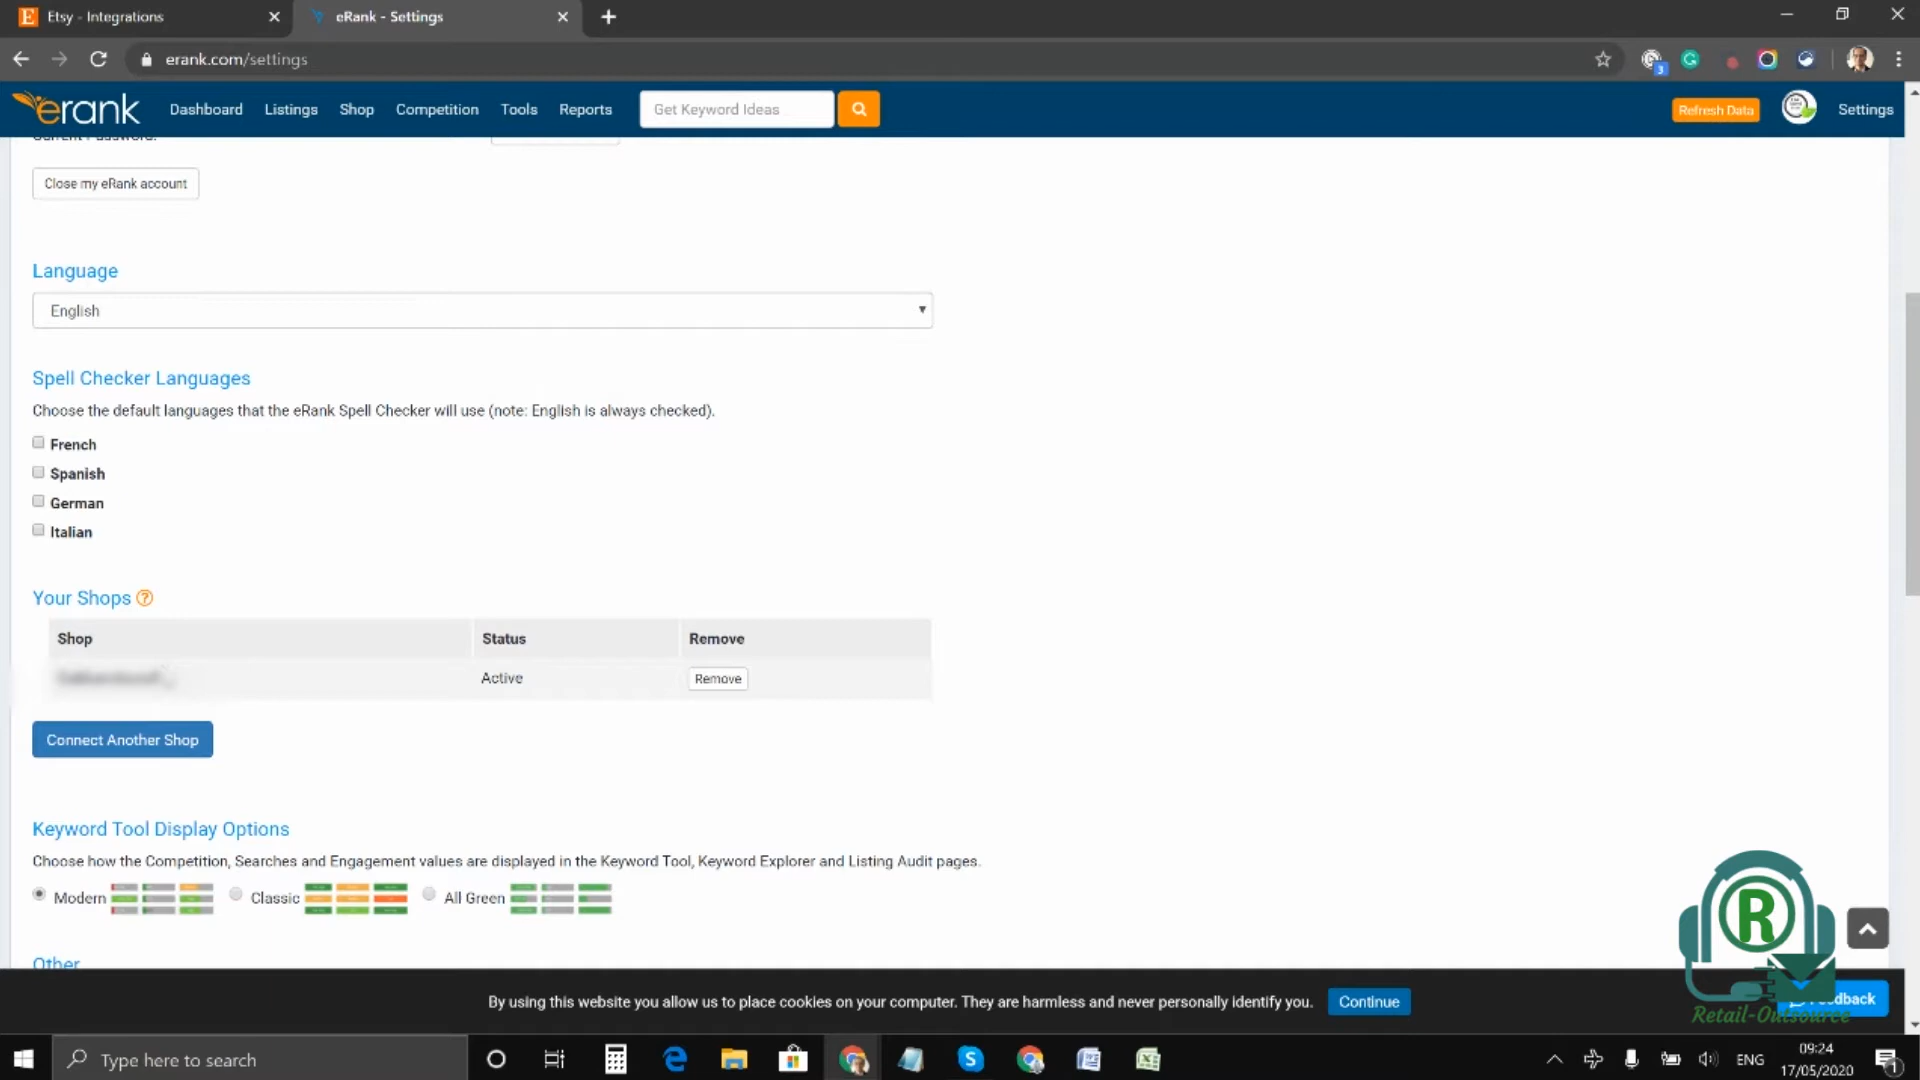 Etsy - Integrations
eRank - Settings
erank.com/settings
erank
Dashboard
Listings
Shop
Competition
Tools
Reports
Get Keyword Ideas
Refresh Data
Settings
Close my eRank account
Language
English
Spell Checker Languages
Choose the default languages that the eRank Spell Checker will use (note: English is always checked).
French
Spanish
German
Italian
Your Shops ?
Shop Status Remove
Active Remove
Connect Another Shop
Keyword Tool Display Options
Choose how the Competition, Searches and Engagement values are displayed in the Keyword Tool, Keyword Explorer and Listing Audit pages.
Modern Classic All Green
Other
By using this website you allow us to place cookies on your computer. They are harmless and never personally identify you. Continue
R
Retail-Outsource
Type here to search
ENG
09:24
17/05/2020